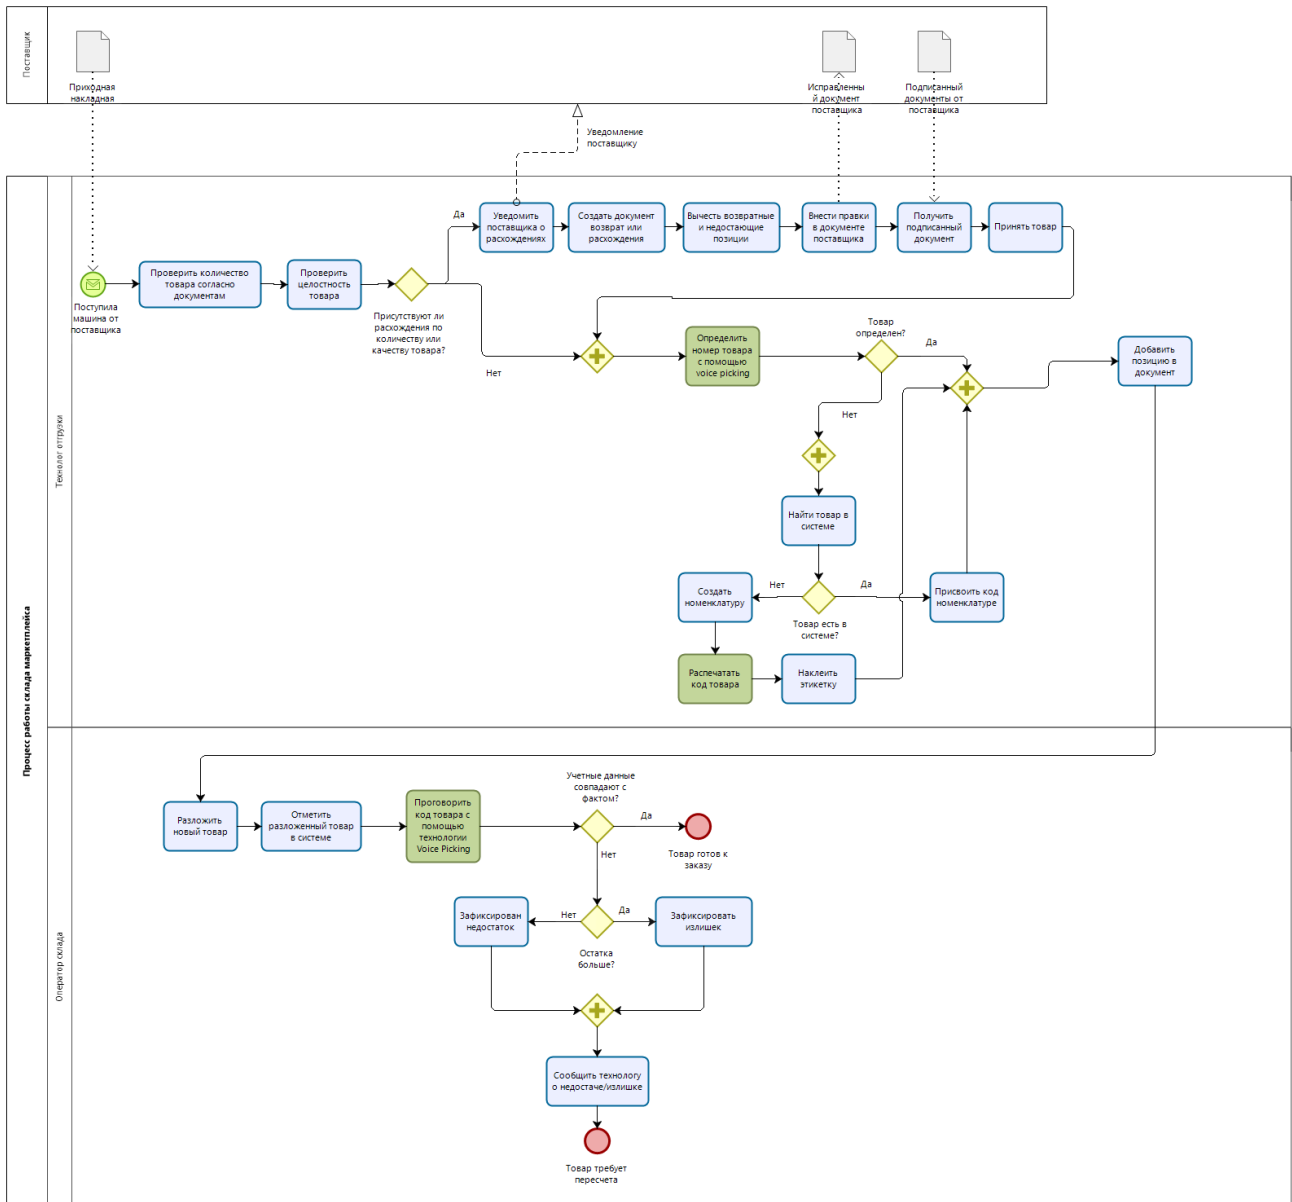 Поставщик
Приходная
накладная
Исправленны
й документ
поставщика
Подписанный
документы от
поставщика
Уведомление
поставщику
Процесс работы склада маркетплейса
Технолог отгрузки
Да
Уведомить
поставщика о
расхождениях
Создать документ
возврат или
расхождения
Вычесть возвратные
и недостающие
позиции
Внести правки
в документе
поставщика
Получить
подписанный
документ
Принять товар
Поступила
машина от
поставщика
Проверить количество
товара согласно
документам
Проверить
целостность
товара
Присутствуют ли
расхождения по
количеству или
качеству товара?
Нет
Определить
номер товара
с помощью
voice picking
Товар
определен?
Да
Добавить
позицию в
документ
Нет
Найти товар в
системе
Создать
номенклатуру
Нет
Товар есть в
системе?
Да
Присвоить код
номенклатуре
Распечатать
код товара
Наклеить
этикетку
Оператор склада
Разложить
новый товар
Отметить
разложенный товар
в системе
Проговорить
код товара с
помощью
технологии
Voice Picking
Учетные данные
совпадают с
фактом?
Да
Товар готов к
заказу
Нет
Зафиксирован
недостаток
Нет
Остатка
больше?
Да
Зафиксировать
излишек
Сообщить технологу
о недостаче/излишке
Товар требует
пересчета